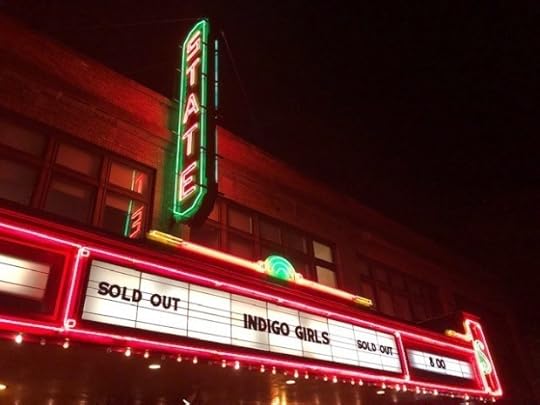 STATE
SOLD OUT INDIGO GIRLS SOLD OUT 8 00
S